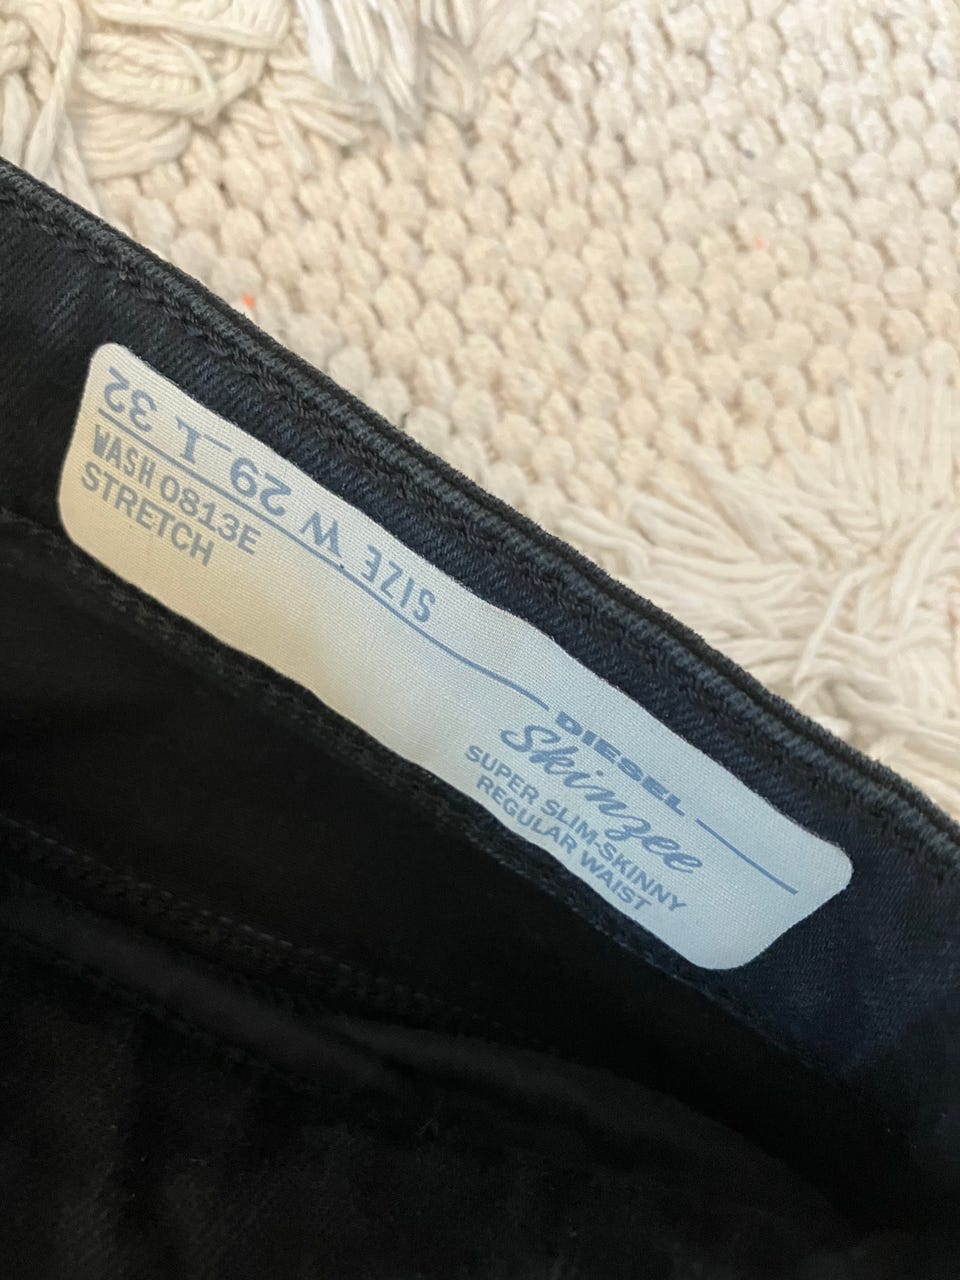 SIZE W 29 L 32
WASH 0813E
STRETCH
DIESEL
Skinzee
SUPER SLIM-SKINNY
REGULAR WAIST